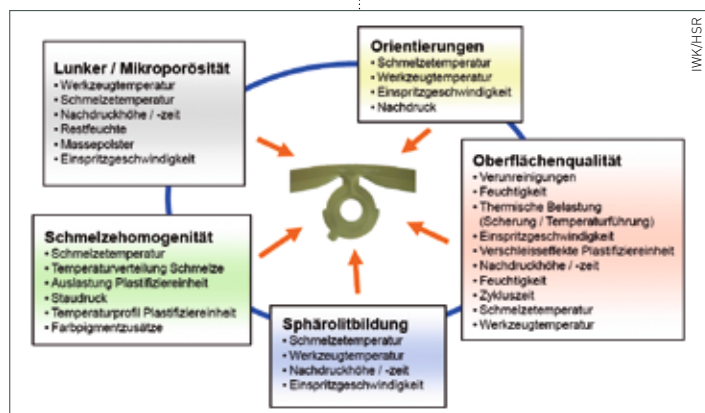 Lunker / Mikroporösität
• Werkzeugtemperatur
• Schmelzetemperatur
• Nachdruckhöhe / -zeit
• Restfeuchte
• Massepolster
• Einspritzgeschwindigkeit
Orientierungen
• Schmelzetemperatur
• Werkzeugtemperatur
• Einspritzgeschwindigkeit
• Nachdruck
IWK/HSR
Oberflächenqualität
• Verunreinigungen
• Feuchtigkeit
• Thermische Belastung
(Scherung / Temperaturführung)
• Einspritzgeschwindigkeit
• Verschleisseffekte Plastifiziereinheit
• Nachdruckhöhe / -zeit
• Feuchtigkeit
• Zykluszeit
• Schmelzetemperatur
• Werkzeugtemperatur
Schmelzehomogenität
• Schmelzetemperatur
• Temperaturverteilung Schmelze
• Auslastung Plastifiziereinheit
• Staudruck
• Temperaturprofil Plastifiziereinheit
• Farbpigmentzusätze
Sphärolitbildung
• Schmelzetemperatur
• Werkzeugtemperatur
• Nachdruckhöhe / -zeit
• Einspritzgeschwindigkeit